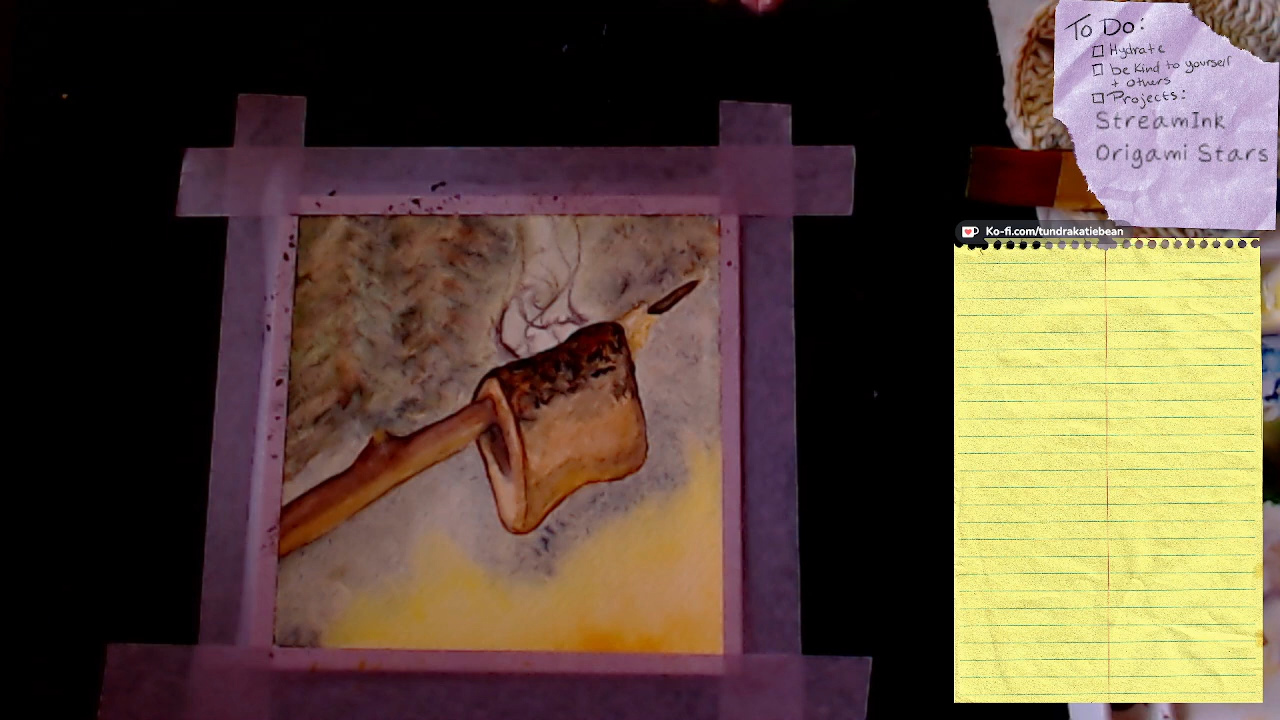 To Do:
Hydrate
be Kind to yourself
+ others
Projects:
StreamInk
Origami Stars
Ko-fi.com/tundrakatiebean